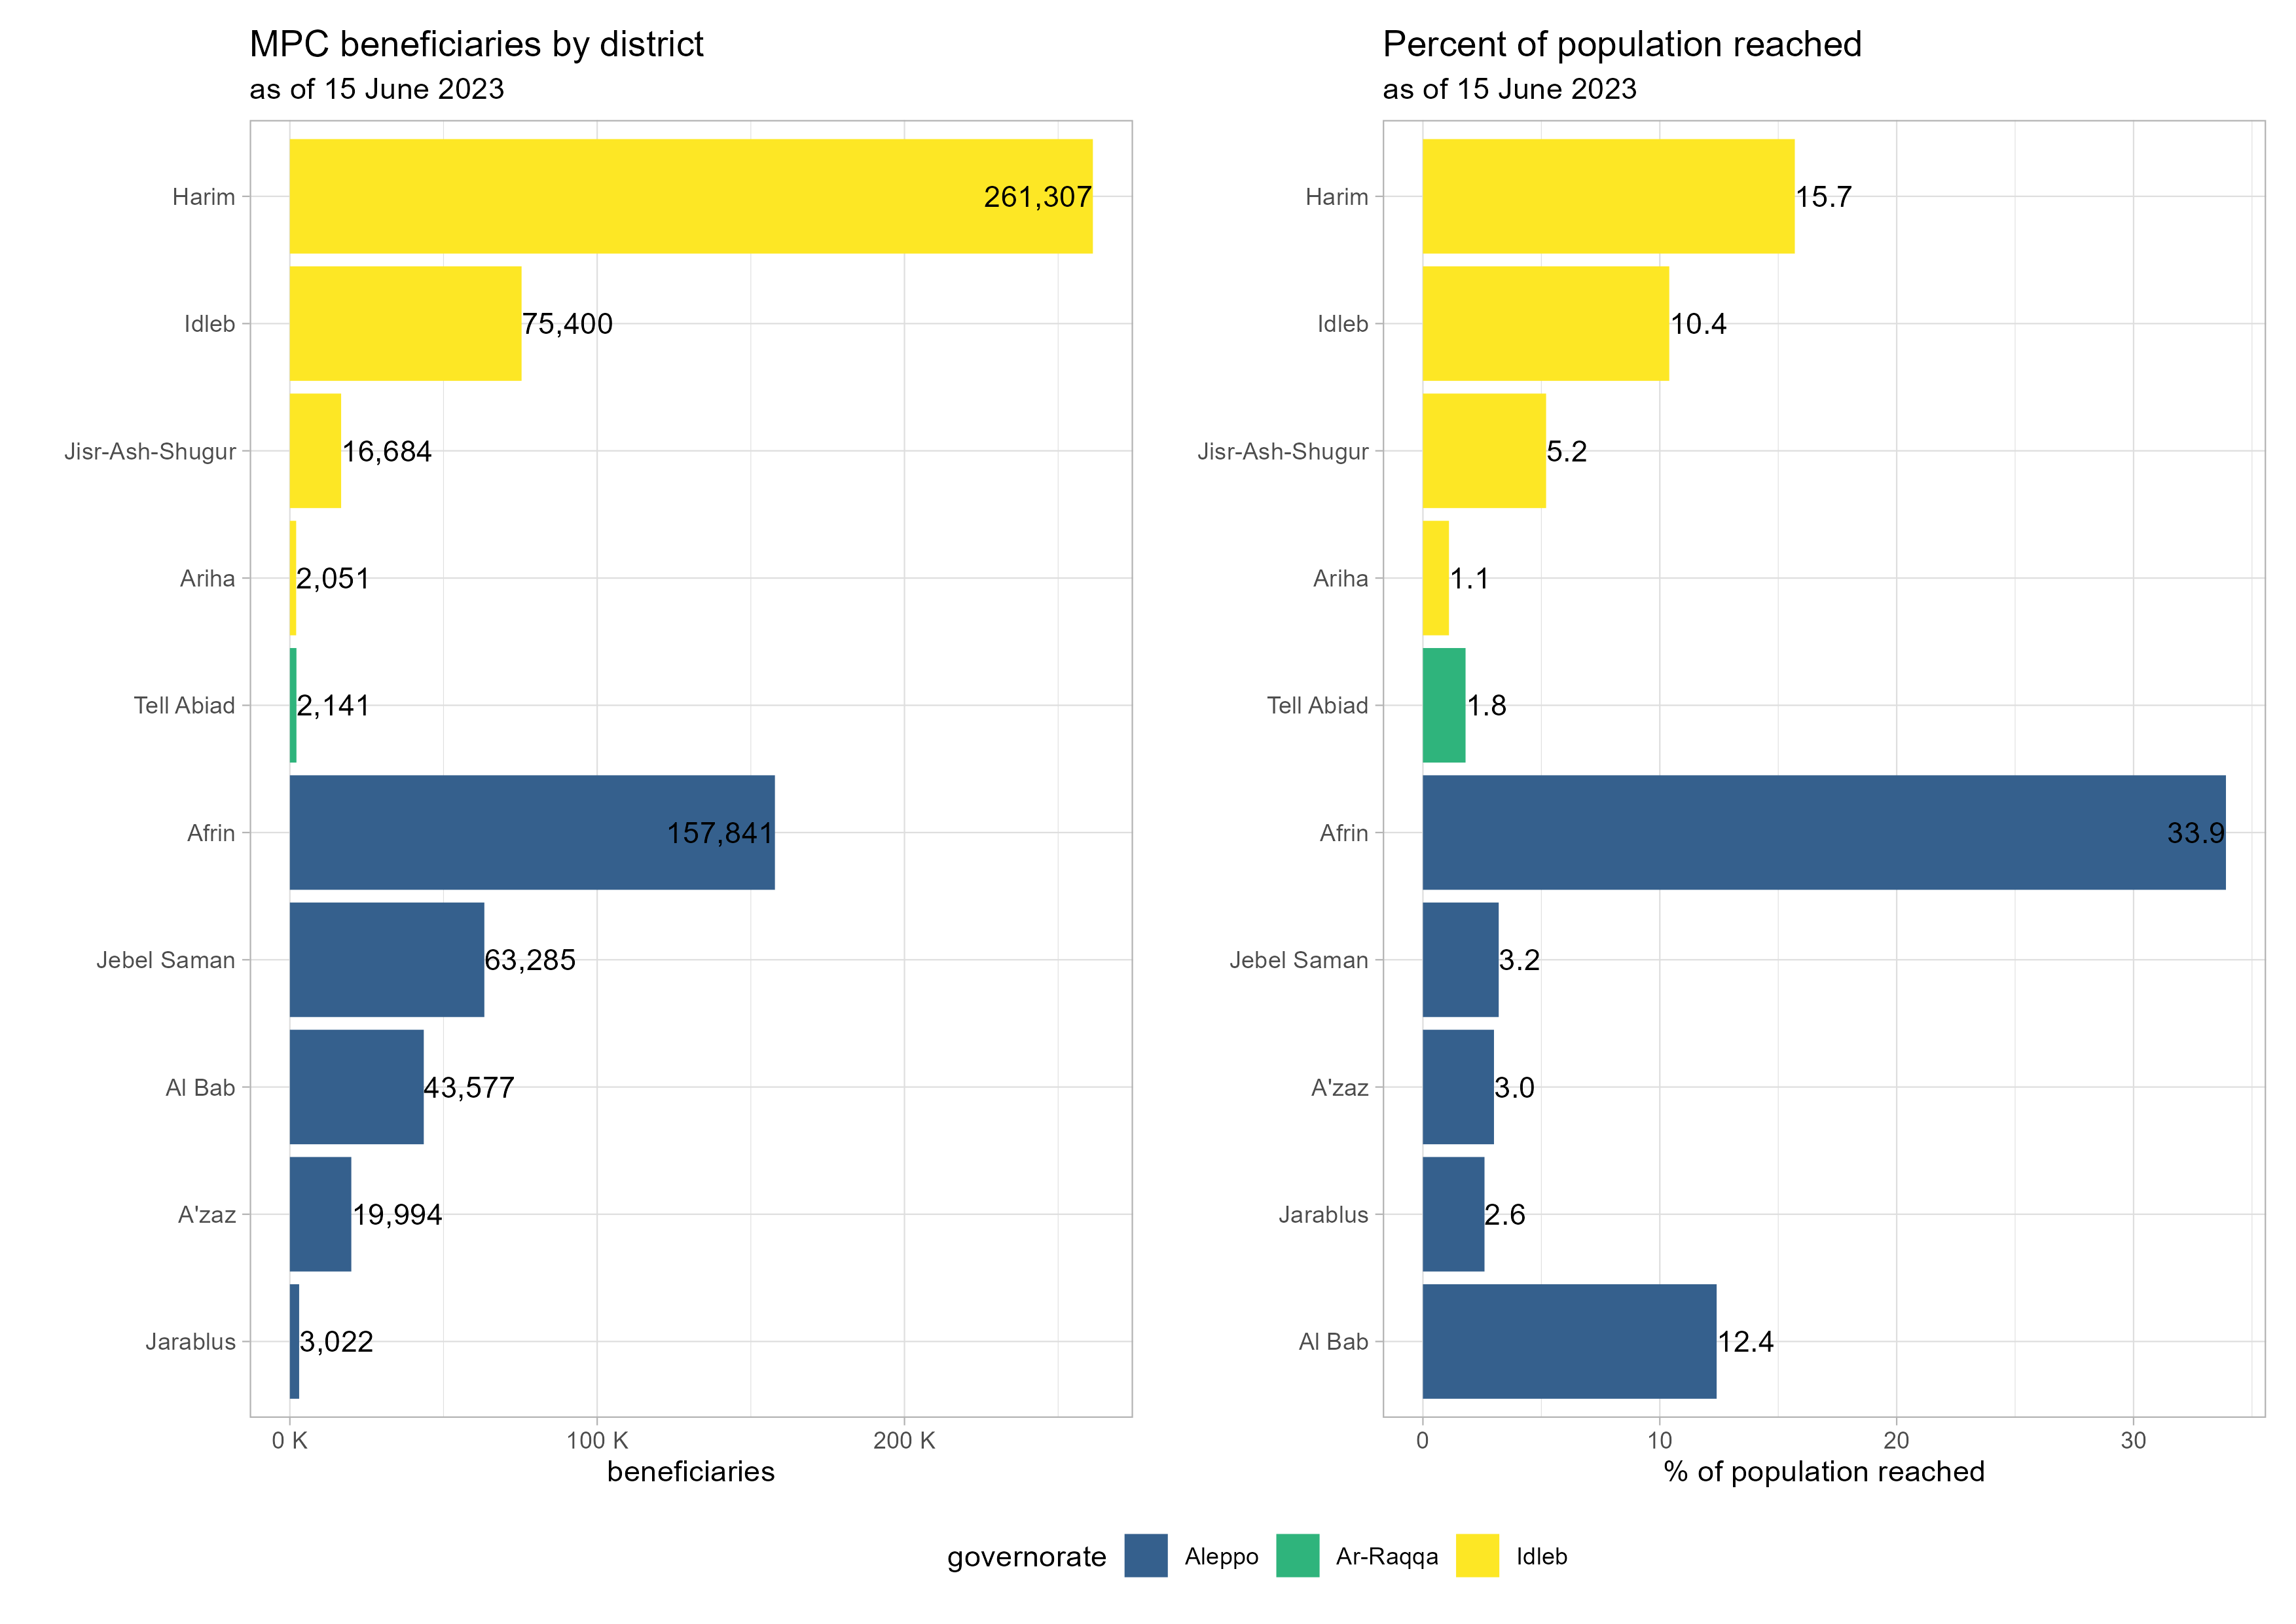 MPC beneficiaries by district
as of 15 June 2023
Harim
261,307
Idleb
75,400
Jisr-Ash-Shugur
16,684
Ariha
2,051
Tell Abiad
2,141
Afrin
157,841
Jebel Saman
63,285
Al Bab
43,577
A'zaz
19,994
Jarablus
3,022
0 K 100 K 200 K
beneficiaries
Percent of population reached
as of 15 June 2023
Harim
15.7
Idleb
10.4
Jisr-Ash-Shugur
5.2
Ariha
1.1
Tell Abiad
1.8
Afrin
33.9
Jebel Saman
3.2
A'zaz
3.0
Jarablus
2.6
Al Bab
12.4
0 10 20 30
% of population reached
governorate Aleppo Ar-Raqqa Idleb